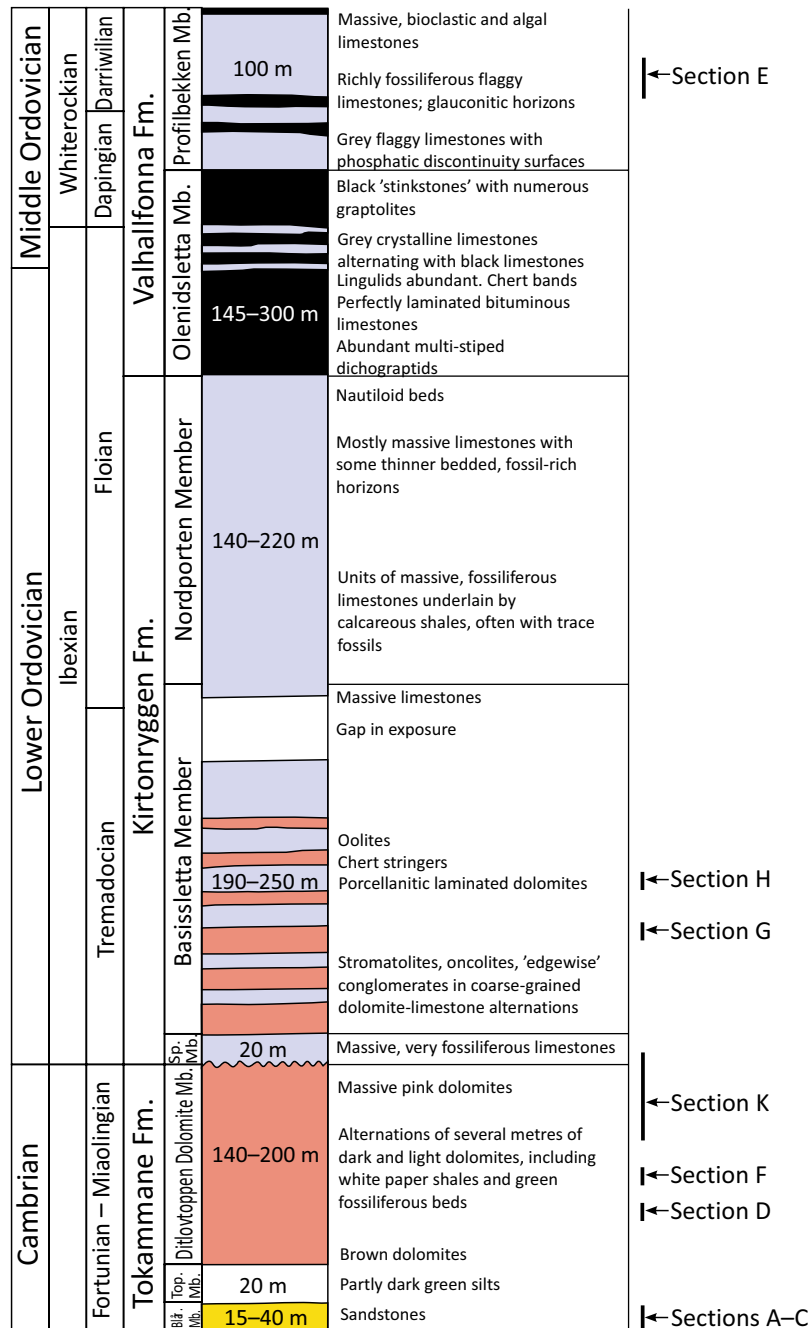 Middle Ordovician
Lower Ordovician
Cambrian
Whiterockian
Ibexian
Darriwilian
Dapingian
Floian
Tremadocian
Fortunian – Miaolingian
Valhallfonna Fm.
Kirtonryggen Fm.
Tokammane Fm.
Profilbekken Mb.
Olenidsletta Mb.
Nordporten Member
Basissletta Member
Sp. Mb.
Ditlovtoppen Dolomite Mb.
Top. Mb.
Blå. Mb.
100 m
145–300 m
140–220 m
190–250 m
20 m
140–200 m
20 m
15–40 m
Massive, bioclastic and algal
limestones
Richly fossiliferous flaggy
limestones; glauconitic horizons
Grey flaggy limestones with
phosphatic discontinuity surfaces
Black ’stinkstones’ with numerous
graptolites
Grey crystalline limestones
alternating with black limestones
Lingulids abundant. Chert bands
Perfectly laminated bituminous
limestones
Abundant multi-stiped
dichograptids
Nautiloid beds
Mostly massive limestones with
some thinner bedded, fossil-rich
horizons
Units of massive, fossiliferous
limestones underlain by
calcareous shales, often with trace
fossils
Massive limestones
Gap in exposure
Oolites
Chert stringers
Porcellanitic laminated dolomites
Stromatolites, oncolites, ’edgewise’
conglomerates in coarse-grained
dolomite-limestone alternations
Massive, very fossiliferous limestones
Massive pink dolomites
Alternations of several metres of
dark and light dolomites, including
white paper shales and green
fossiliferous beds
Brown dolomites
Partly dark green silts
Sandstones
Section E
Section H
Section G
Section K
Section F
Section D
Sections A–C